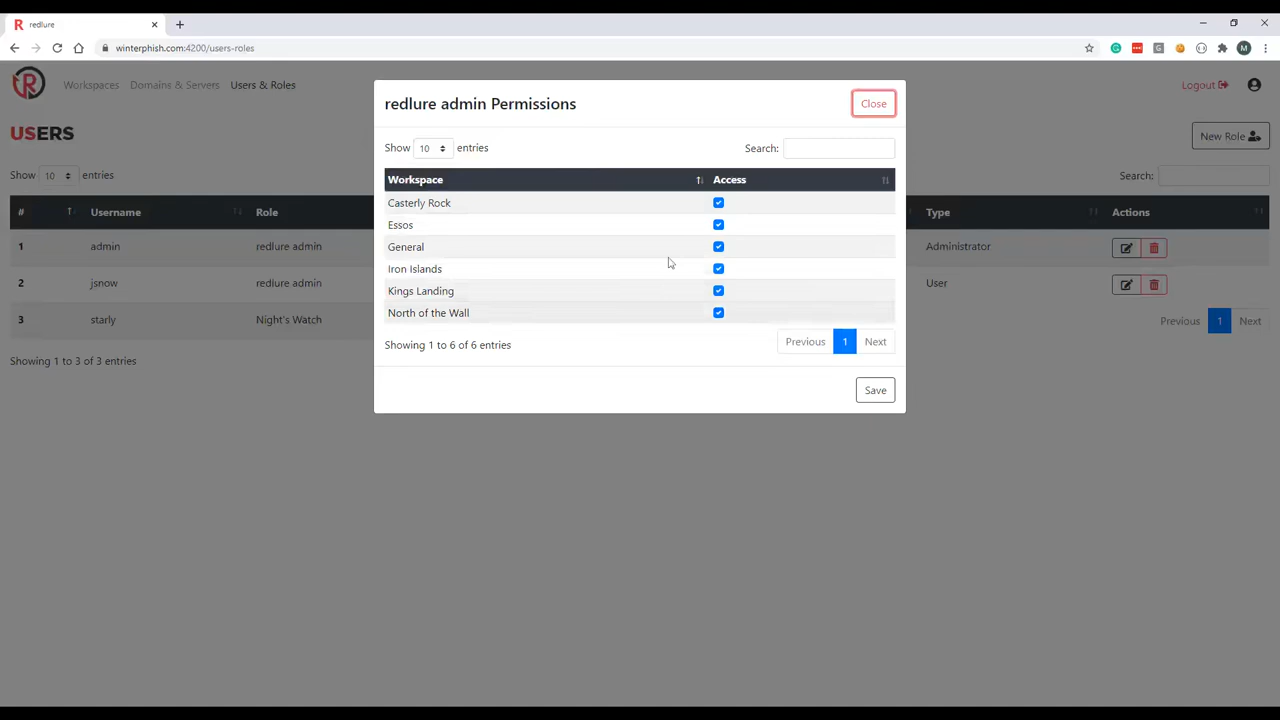 redlure
winterphish.com:4200/users-roles
M
R
Workspaces Domains & Servers Users & Roles
Logout
USERS
New Role
Show 10 entries
Search:
# Username Role Type Actions
1 admin redlure admin Administrator
2 jsnow redlure admin User
3 starly Night's Watch
Showing 1 to 3 of 3 entries
Previous 1 Next
redlure admin Permissions
Close
Show 10 entries
Search:
Workspace Access
Casterly Rock
Essos
General
Iron Islands
Kings Landing
North of the Wall
Showing 1 to 6 of 6 entries
Previous 1 Next
Save